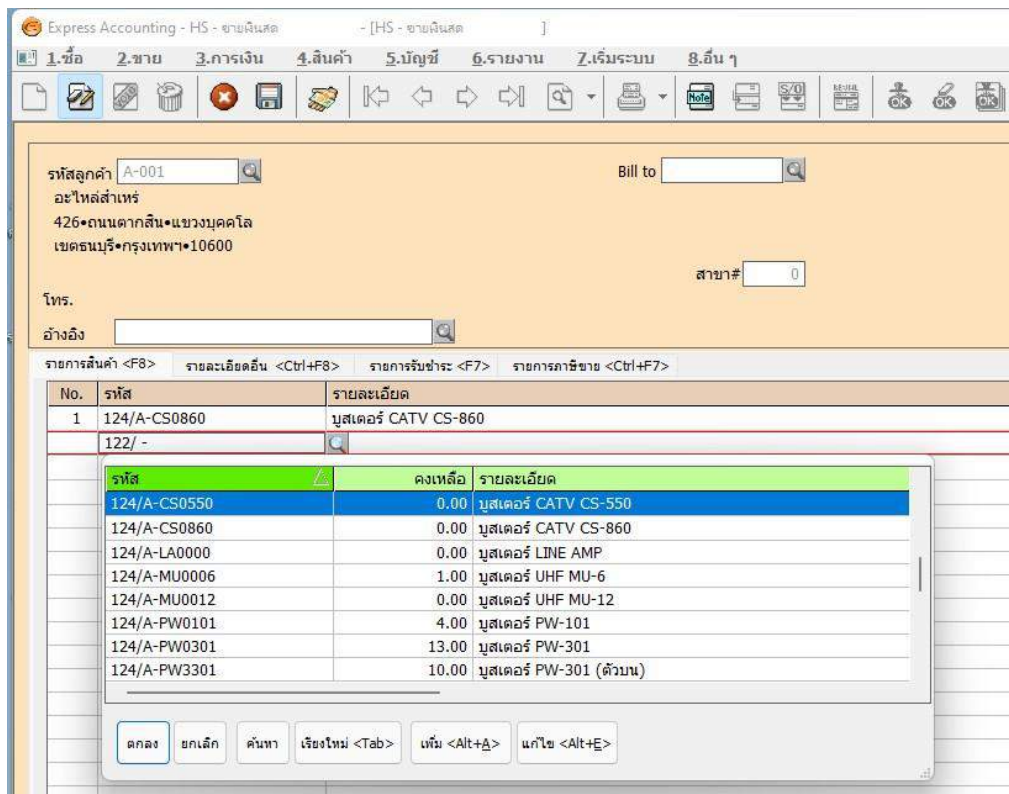 Express Accounting - HS - ขายเงินสด - [HS - ขายเงินสด ]
1.ซื้อ 2.ขาย 3.การเงิน 4.สินค้า 5.บัญชี 6.รายงาน 7.เริ่มระบบ 8.อื่น ๆ
Note S/O OK OK OK
รหัสลูกค้า A-001 Bill to
อะไหล่สำเหร่
426•ถนนตากสิน•แขวงบุคคโล
เขตธนบุรี•กรุงเทพฯ•10600
สาขา# 0
โทร.
อ้างอิง
รายการสินค้า <F8> รายละเอียดอื่น <Ctrl+F8> รายการรับชำระ <F7> รายการภาษีขาย <Ctrl+F7>
No. รหัส รายละเอียด
1 124/A-CS0860 บูสเตอร์ CATV CS-860
122/ -
รหัส คงเหลือ รายละเอียด
124/A-CS0550 0.00 บูสเตอร์ CATV CS-550
124/A-CS0860 0.00 บูสเตอร์ CATV CS-860
124/A-LA0000 0.00 บูสเตอร์ LINE AMP
124/A-MU0006 1.00 บูสเตอร์ UHF MU-6
124/A-MU0012 0.00 บูสเตอร์ UHF MU-12
124/A-PW0101 4.00 บูสเตอร์ PW-101
124/A-PW0301 13.00 บูสเตอร์ PW-301
124/A-PW3301 10.00 บูสเตอร์ PW-301 (ตัวบน)
ตกลง ยกเลิก ค้นหา เรียงใหม่ <Tab> เพิ่ม <Alt+A> แก้ไข <Alt+E>